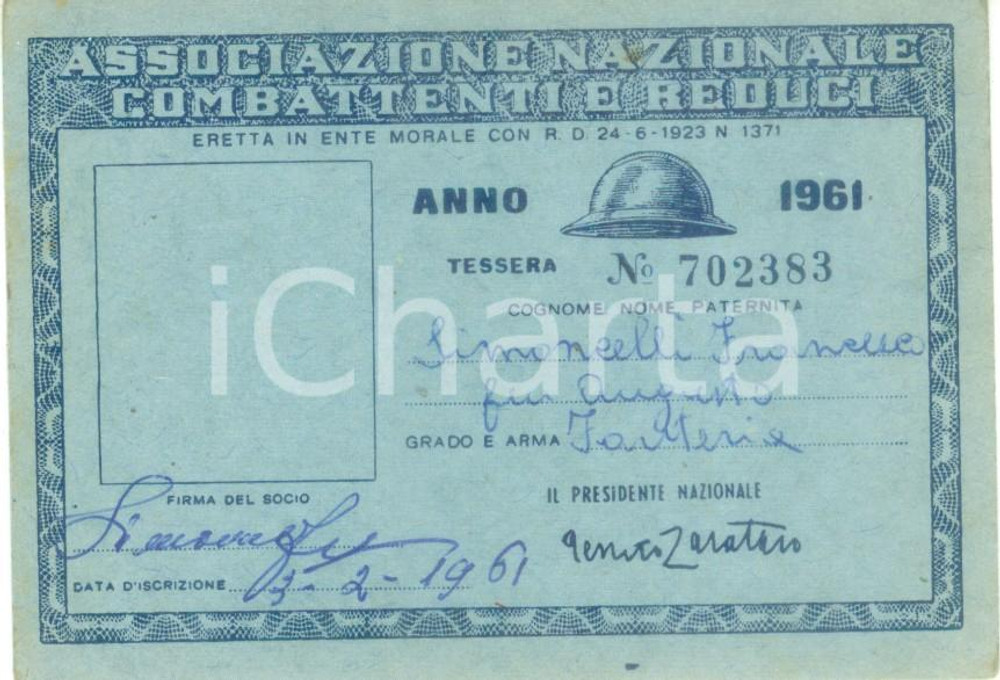 ASSOCIAZIONE NAZIONALE
COMBATTENTI E REDUCI
ERETTA IN ENTE MORALE CON R. D. 24-6-1923 N 1371
ANNO 1961
TESSERA No 702383
COGNOME NOME PATERNITA
Simoncelli Francesco
fu Augusto
GRADO E ARMA Fanteria
FIRMA DEL SOCIO
IL PRESIDENTE NAZIONALE
DATA D'ISCRIZIONE 13-2-1961
iCharta